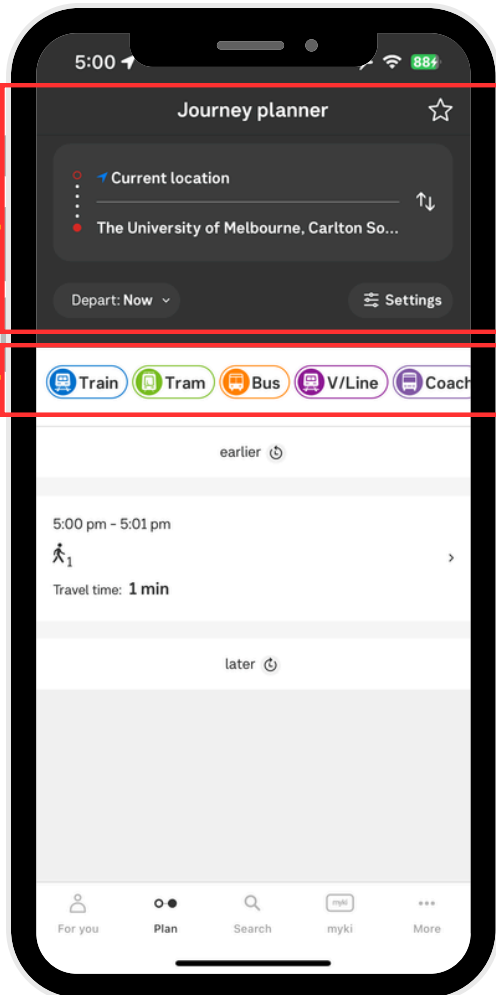 5:00
88
Journey planner
Current location
The University of Melbourne, Carlton So...
Depart: Now
Settings
Train Tram Bus V/Line Coach
earlier
5:00 pm - 5:01 pm
1
Travel time: 1 min
later
For you Plan Search myki More
myki